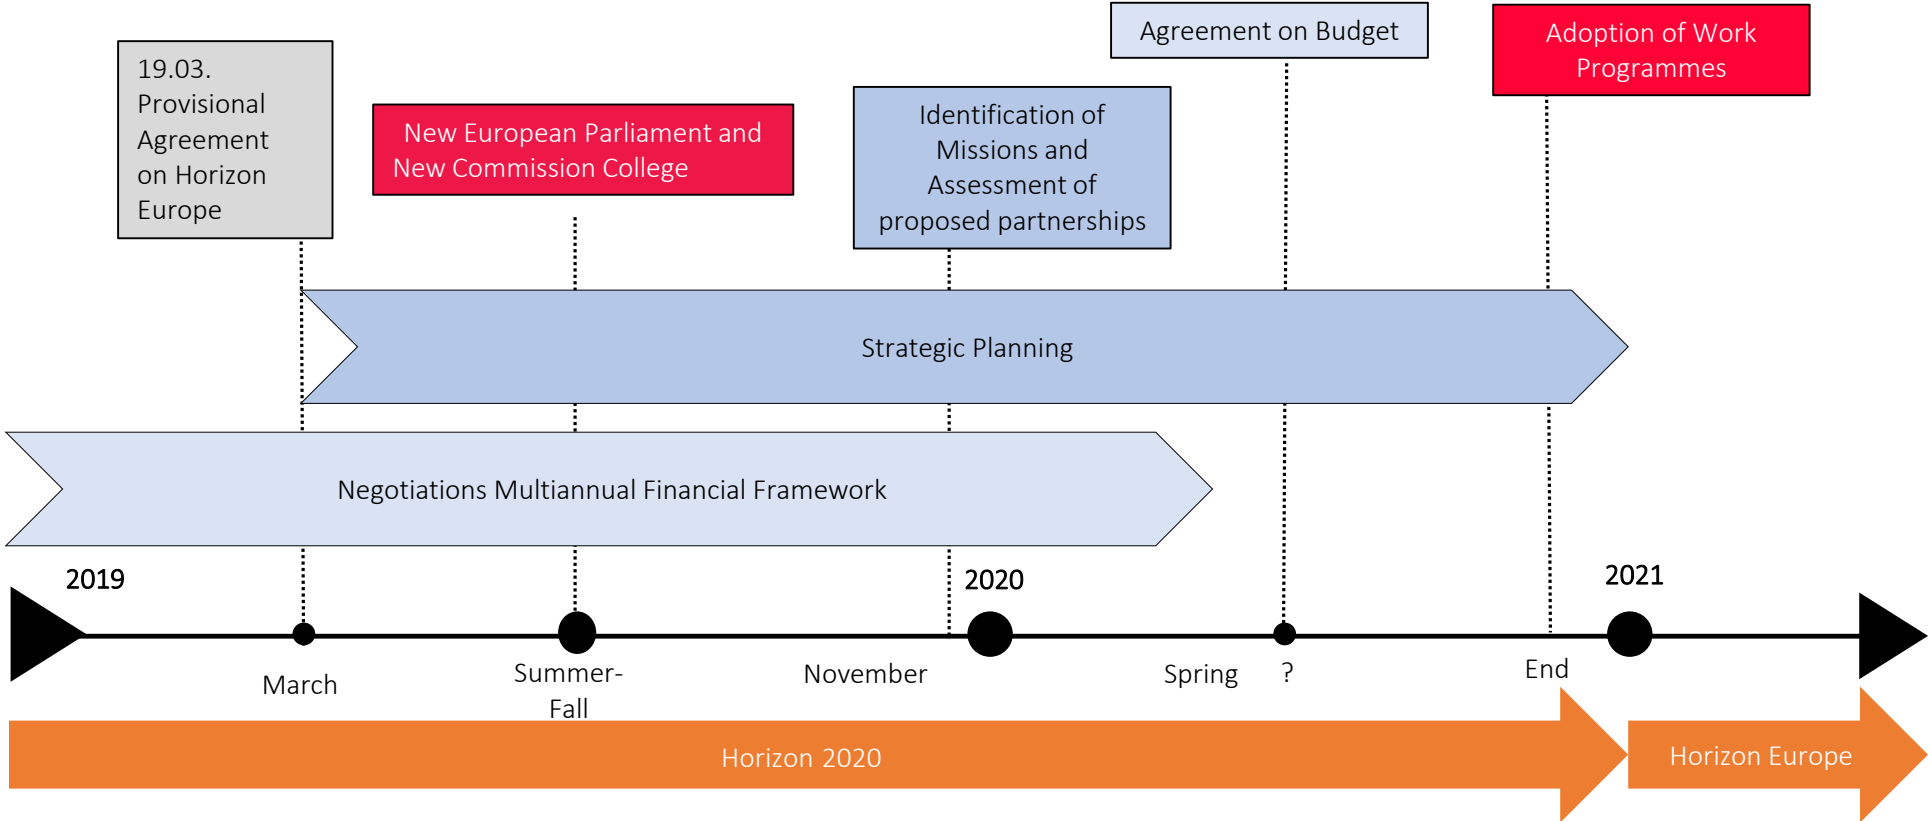 Agreement on Budget
Adoption of Work
Programmes
19.03.
Provisional
Agreement
on Horizon
Europe
New European Parliament and
New Commission College
Identification of
Missions and
Assessment of
proposed partnerships
Strategic Planning
Negotiations Multiannual Financial Framework
2019
2020
2021
March
Summer-
Fall
November
Spring ?
End
Horizon 2020
Horizon Europe